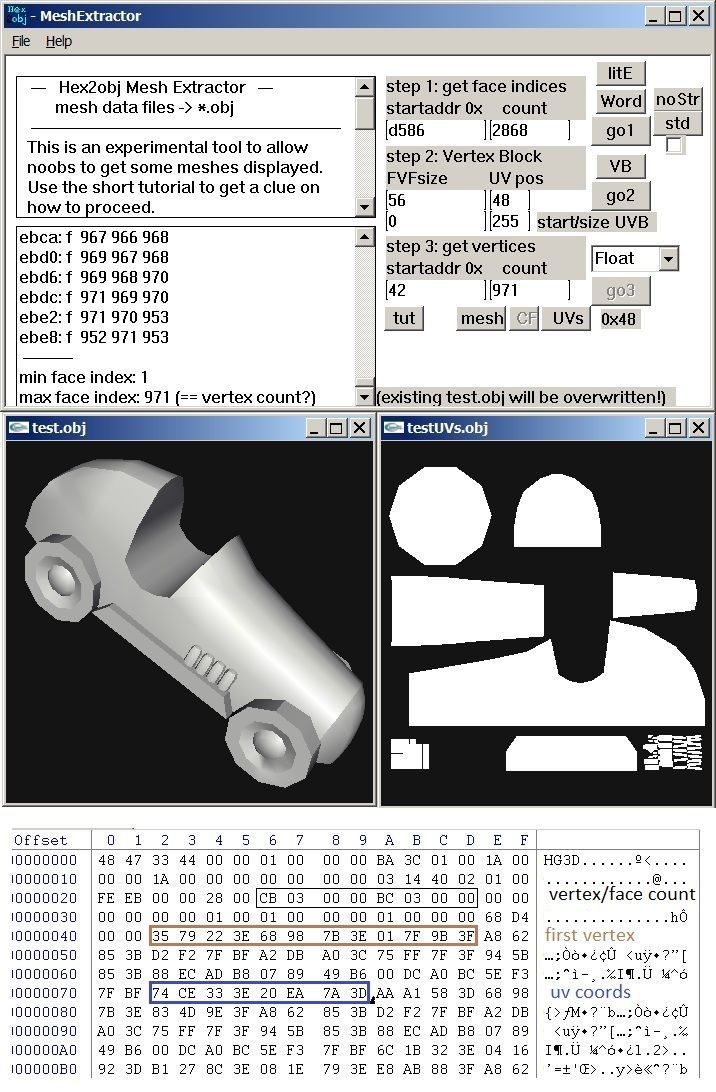 Hex
obj
- MeshExtractor
File Help
— Hex2obj Mesh Extractor —
mesh data files -> *.obj
This is an experimental tool to allow
noobs to get some meshes displayed.
Use the short tutorial to get a clue on
how to proceed.
ebca: f 967 966 968
ebd0: f 969 967 968
ebd6: f 969 968 970
ebdc: f 971 969 970
ebe2: f 971 970 953
ebe8: f 952 971 953
min face index: 1
max face index: 971 (== vertex count?)
step 1: get face indices
startaddr 0x count
d586 2868
litE
Word
go1
noStr
std
step 2: Vertex Block
FVFsize UV pos
56 48
0 255 start/size UVB
VB
go2
step 3: get vertices
startaddr 0x count
42 971
Float
go3
tut mesh CF UVs 0x48
(existing test.obj will be overwritten!)
test.obj
testUVs.obj
Offset 0 1 2 3 4 5 6 7 8 9 A B C D E F
00000000 48 47 33 44 00 00 01 00 00 00 BA 3C 01 00 1A 00 HG3D......º<....
00000010 00 00 1A 00 00 00 00 00 00 00 03 14 40 02 01 00 ............@...
00000020 FE EB 00 00 28 00 CB 03 00 00 BC 03 00 00 00 00 vertex/face count
00000030 00 00 00 01 00 01 00 00 00 01 00 00 00 00 68 D4 ..............hÔ
00000040 00 00 35 79 22 3E 68 98 7B 3E 01 7F 9B 3F A8 62 first vertex
00000050 85 3B D2 F2 7F BF A2 DB A0 3C 75 FF 7F 3F 94 5B
00000060 85 3B 88 EC AD B8 07 89 49 B6 00 DC A0 BC 5E F3
00000070 7F BF 74 CE 33 3E 20 EA 7A 3D AA A1 58 3D 68 98 uv coords
00000080 7B 3E 83 4D 9E 3F A8 62 85 3B D2 F2 7F BF A2 DB
00000090 A0 3C 75 FF 7F 3F 94 5B 85 3B 88 EC AD B8 07 89
000000A0 49 B6 00 DC A0 BC 5E F3 7F BF 6C 1B 32 3E 04 16
000000B0 92 3D B1 27 8C 3E 08 1E 79 3E E8 AB 88 3F A8 62